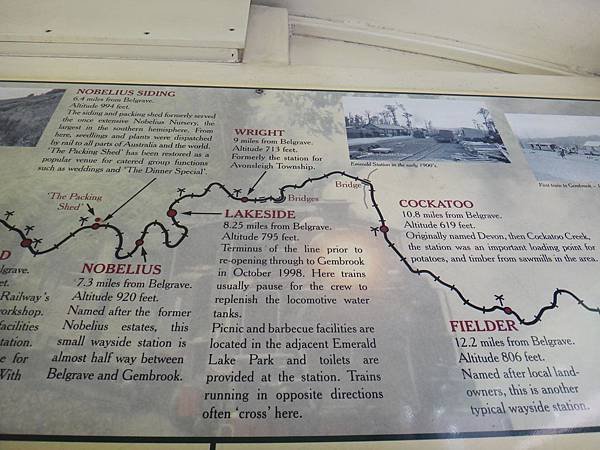 NOBELIUS SIDING
6.4 miles from Belgrave.
Altitude 994 feet.
The siding and packing shed formerly served
the once extensive Nobelius Nursery, the
largest in the southern hemisphere. From
here, seedlings and plants were dispatched
by rail to all parts of Australia and the world.
'The Packing Shed' has been restored as a
popular venue for catered group functions
such as weddings and 'The Dinner Special'.
'The Packing
Shed'
WRIGHT
9 miles from Belgrave.
Altitude 713 feet.
Formerly the station for
Avonsleigh Township.
Bridges
Bridge
Emerald Station in the early 1900's.
First train to Gembrook -
D
elgrave.
et.
Railway's
workshop.
facilities
tation.
e for
With
NOBELIUS
7.3 miles from Belgrave.
Altitude 920 feet.
Named after the former
Nobelius estates, this
small wayside station is
almost half way between
Belgrave and Gembrook.
LAKESIDE
8.25 miles from Belgrave.
Altitude 795 feet.
Terminus of the line prior to
re-opening through to Gembrook
in October 1998. Here trains
usually pause for the crew to
replenish the locomotive water
tanks.
Picnic and barbecue facilities are
located in the adjacent Emerald
Lake Park and toilets are
provided at the station. Trains
running in opposite directions
often 'cross' here.
COCKATOO
10.8 miles from Belgrave.
Altitude 619 feet.
Originally named Devon, then Cockatoo Creek,
the station was an important loading point for
potatoes, and timber from sawmills in the area.
FIELDER
12.2 miles from Belgrave.
Altitude 806 feet.
Named after local land-
owners, this is another
typical wayside station.